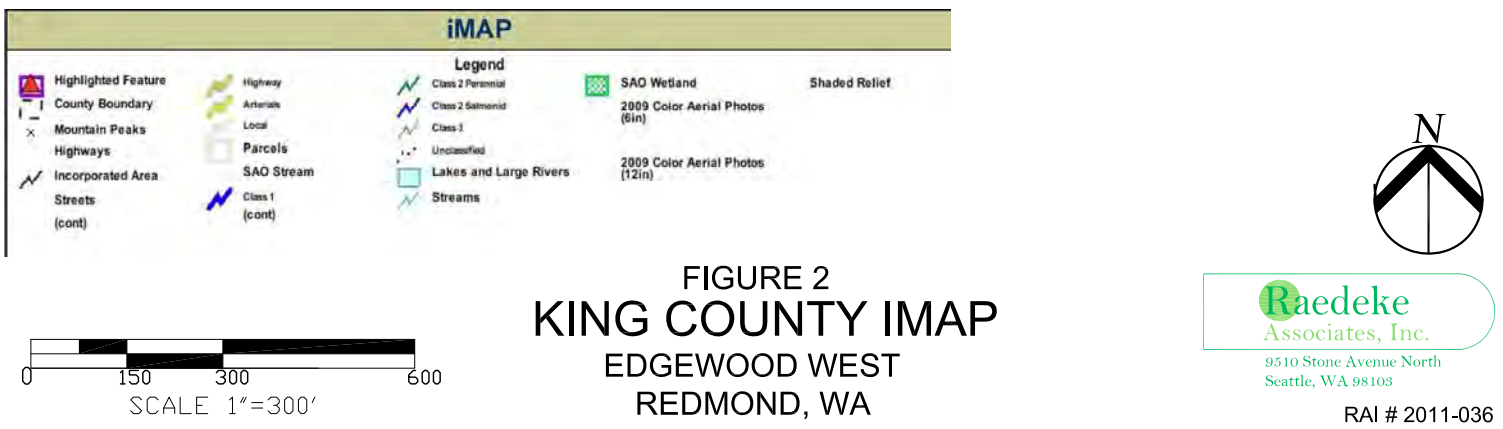 iMAP
Legend
Highlighted Feature
County Boundary
Mountain Peaks
Highways
Incorporated Area
Streets
(cont)
Highway
Arterials
Local
Parcels
SAO Stream
Class 1
(cont)
Class 2 Perennial
Class 2 Salmonid
Class 3
Unclassified
Lakes and Large Rivers
Streams
SAO Wetland
2009 Color Aerial Photos
(6in)
2009 Color Aerial Photos
(12in)
Shaded Relief
N
FIGURE 2
KING COUNTY IMAP
EDGEWOOD WEST
REDMOND, WA
0 150 300 600
SCALE 1"=300'
Raedeke
Associates, Inc.
9510 Stone Avenue North
Seattle, WA 98103
RAI # 2011-036